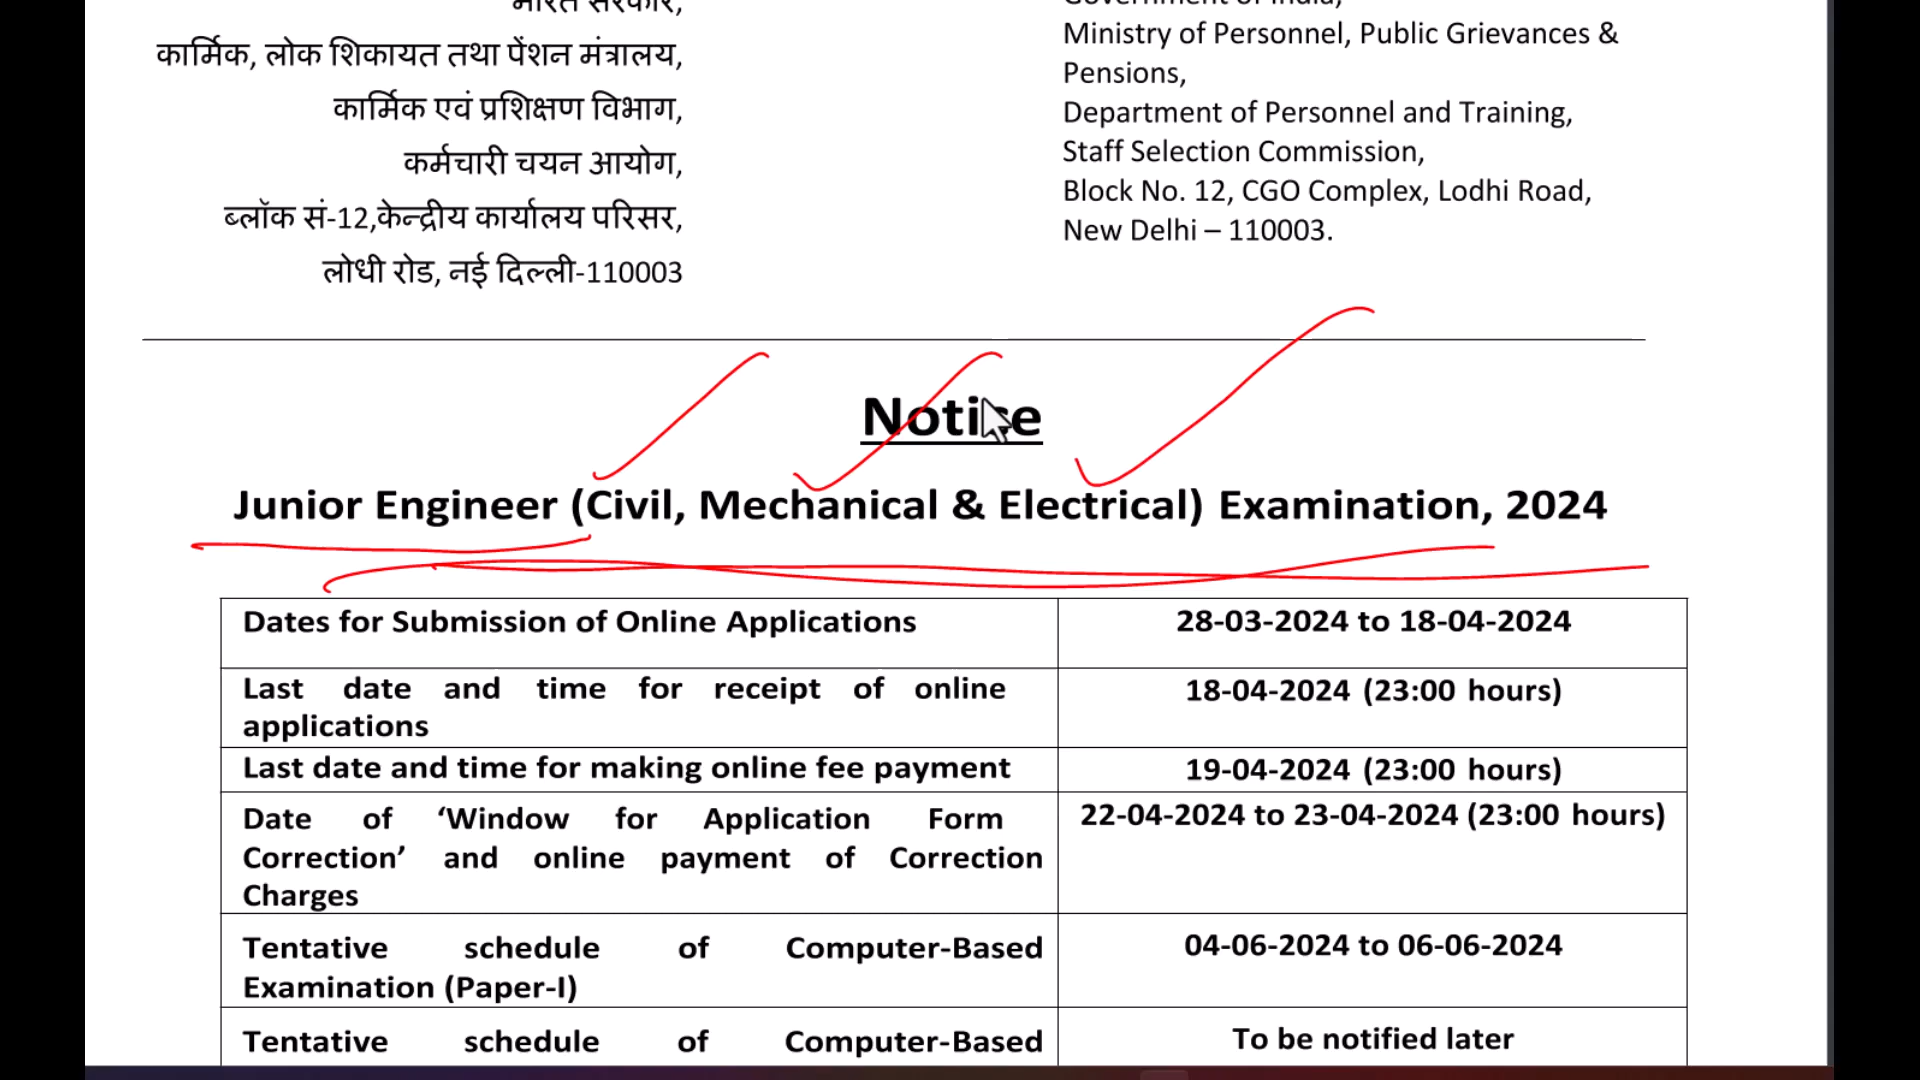 भारत सरकार,
कार्मिक, लोक शिकायत तथा पेंशन मंत्रालय,
कार्मिक एवं प्रशिक्षण विभाग,
कर्मचारी चयन आयोग,
ब्लॉक सं-12,केन्द्रीय कार्यालय परिसर,
लोधी रोड, नई दिल्ली-110003
Government of India,
Ministry of Personnel, Public Grievances &
Pensions,
Department of Personnel and Training,
Staff Selection Commission,
Block No. 12, CGO Complex, Lodhi Road,
New Delhi – 110003.
Notice
Junior Engineer (Civil, Mechanical & Electrical) Examination, 2024
Dates for Submission of Online Applications
28-03-2024 to 18-04-2024
Last date and time for receipt of online
applications
18-04-2024 (23:00 hours)
Last date and time for making online fee payment
19-04-2024 (23:00 hours)
Date of ‘Window for Application Form
Correction’ and online payment of Correction
Charges
22-04-2024 to 23-04-2024 (23:00 hours)
Tentative schedule of Computer-Based
Examination (Paper-I)
04-06-2024 to 06-06-2024
Tentative schedule of Computer-Based
To be notified later